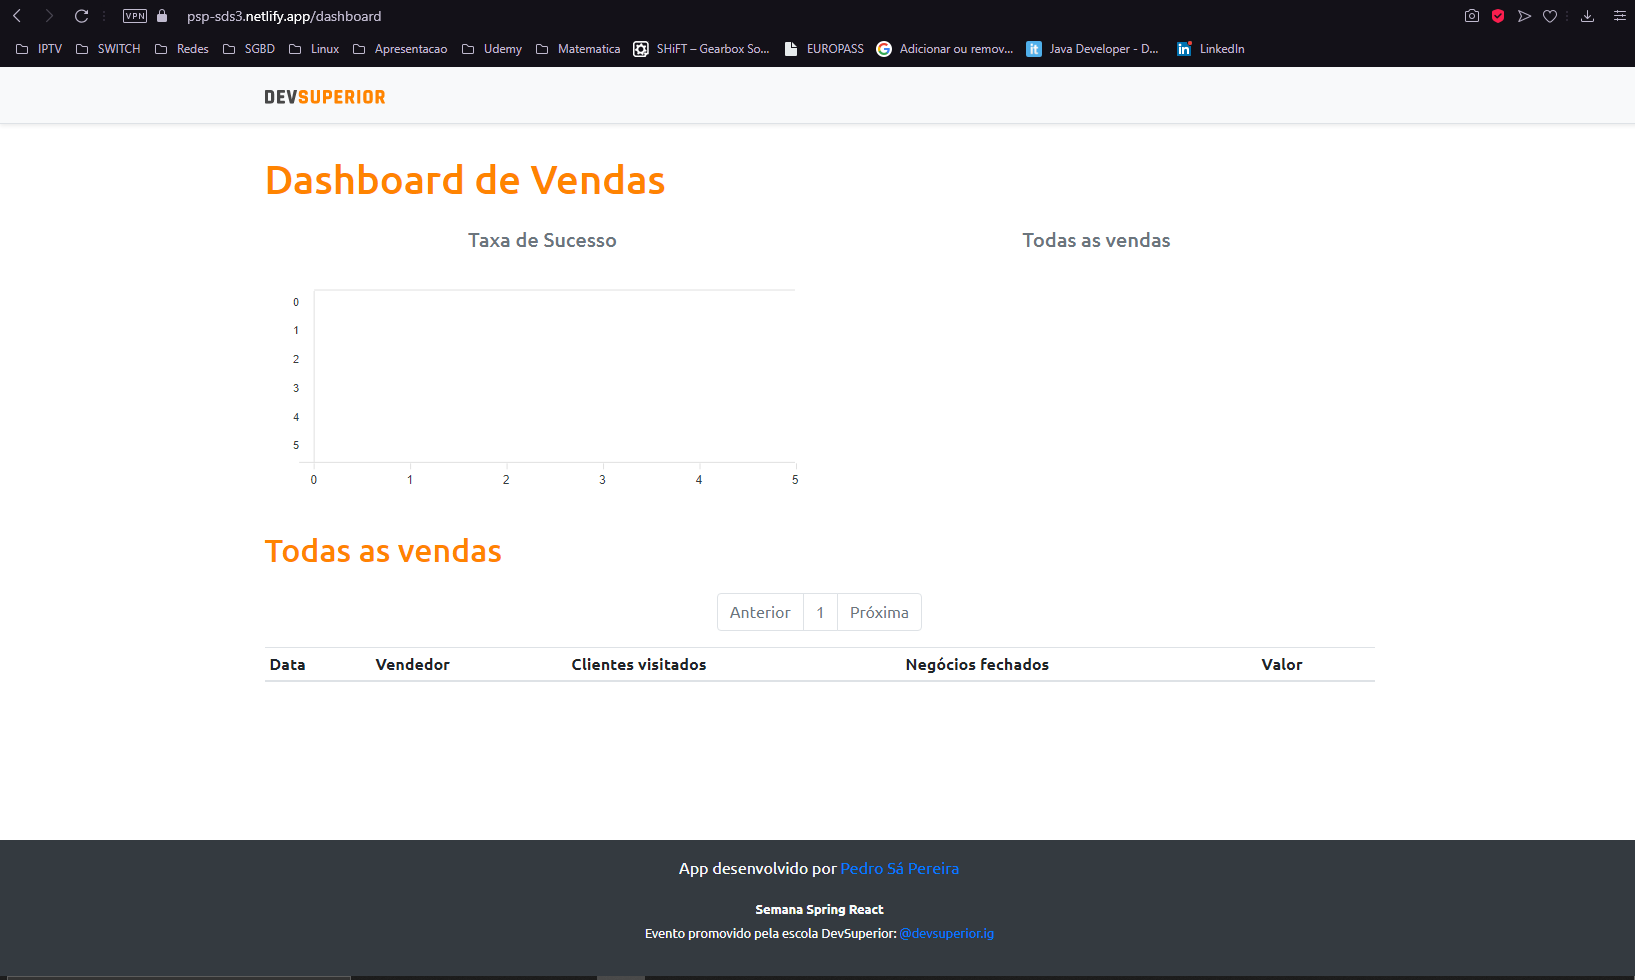 VPN psp-sds3.netlify.app/dashboard
IPTV SWITCH Redes SGBD Linux Apresentacao Udemy Matematica SHiFT – Gearbox So... EUROPASS Adicionar ou remov... it Java Developer - D... in LinkedIn
DEVSUPERIOR
Dashboard de Vendas
Taxa de Sucesso
Todas as vendas
0
1
2
3
4
5
0 1 2 3 4 5
Todas as vendas
Anterior 1 Próxima
Data Vendedor Clientes visitados Negócios fechados Valor
App desenvolvido por Pedro Sá Pereira
Semana Spring React
Evento promovido pela escola DevSuperior: @devsuperior.ig